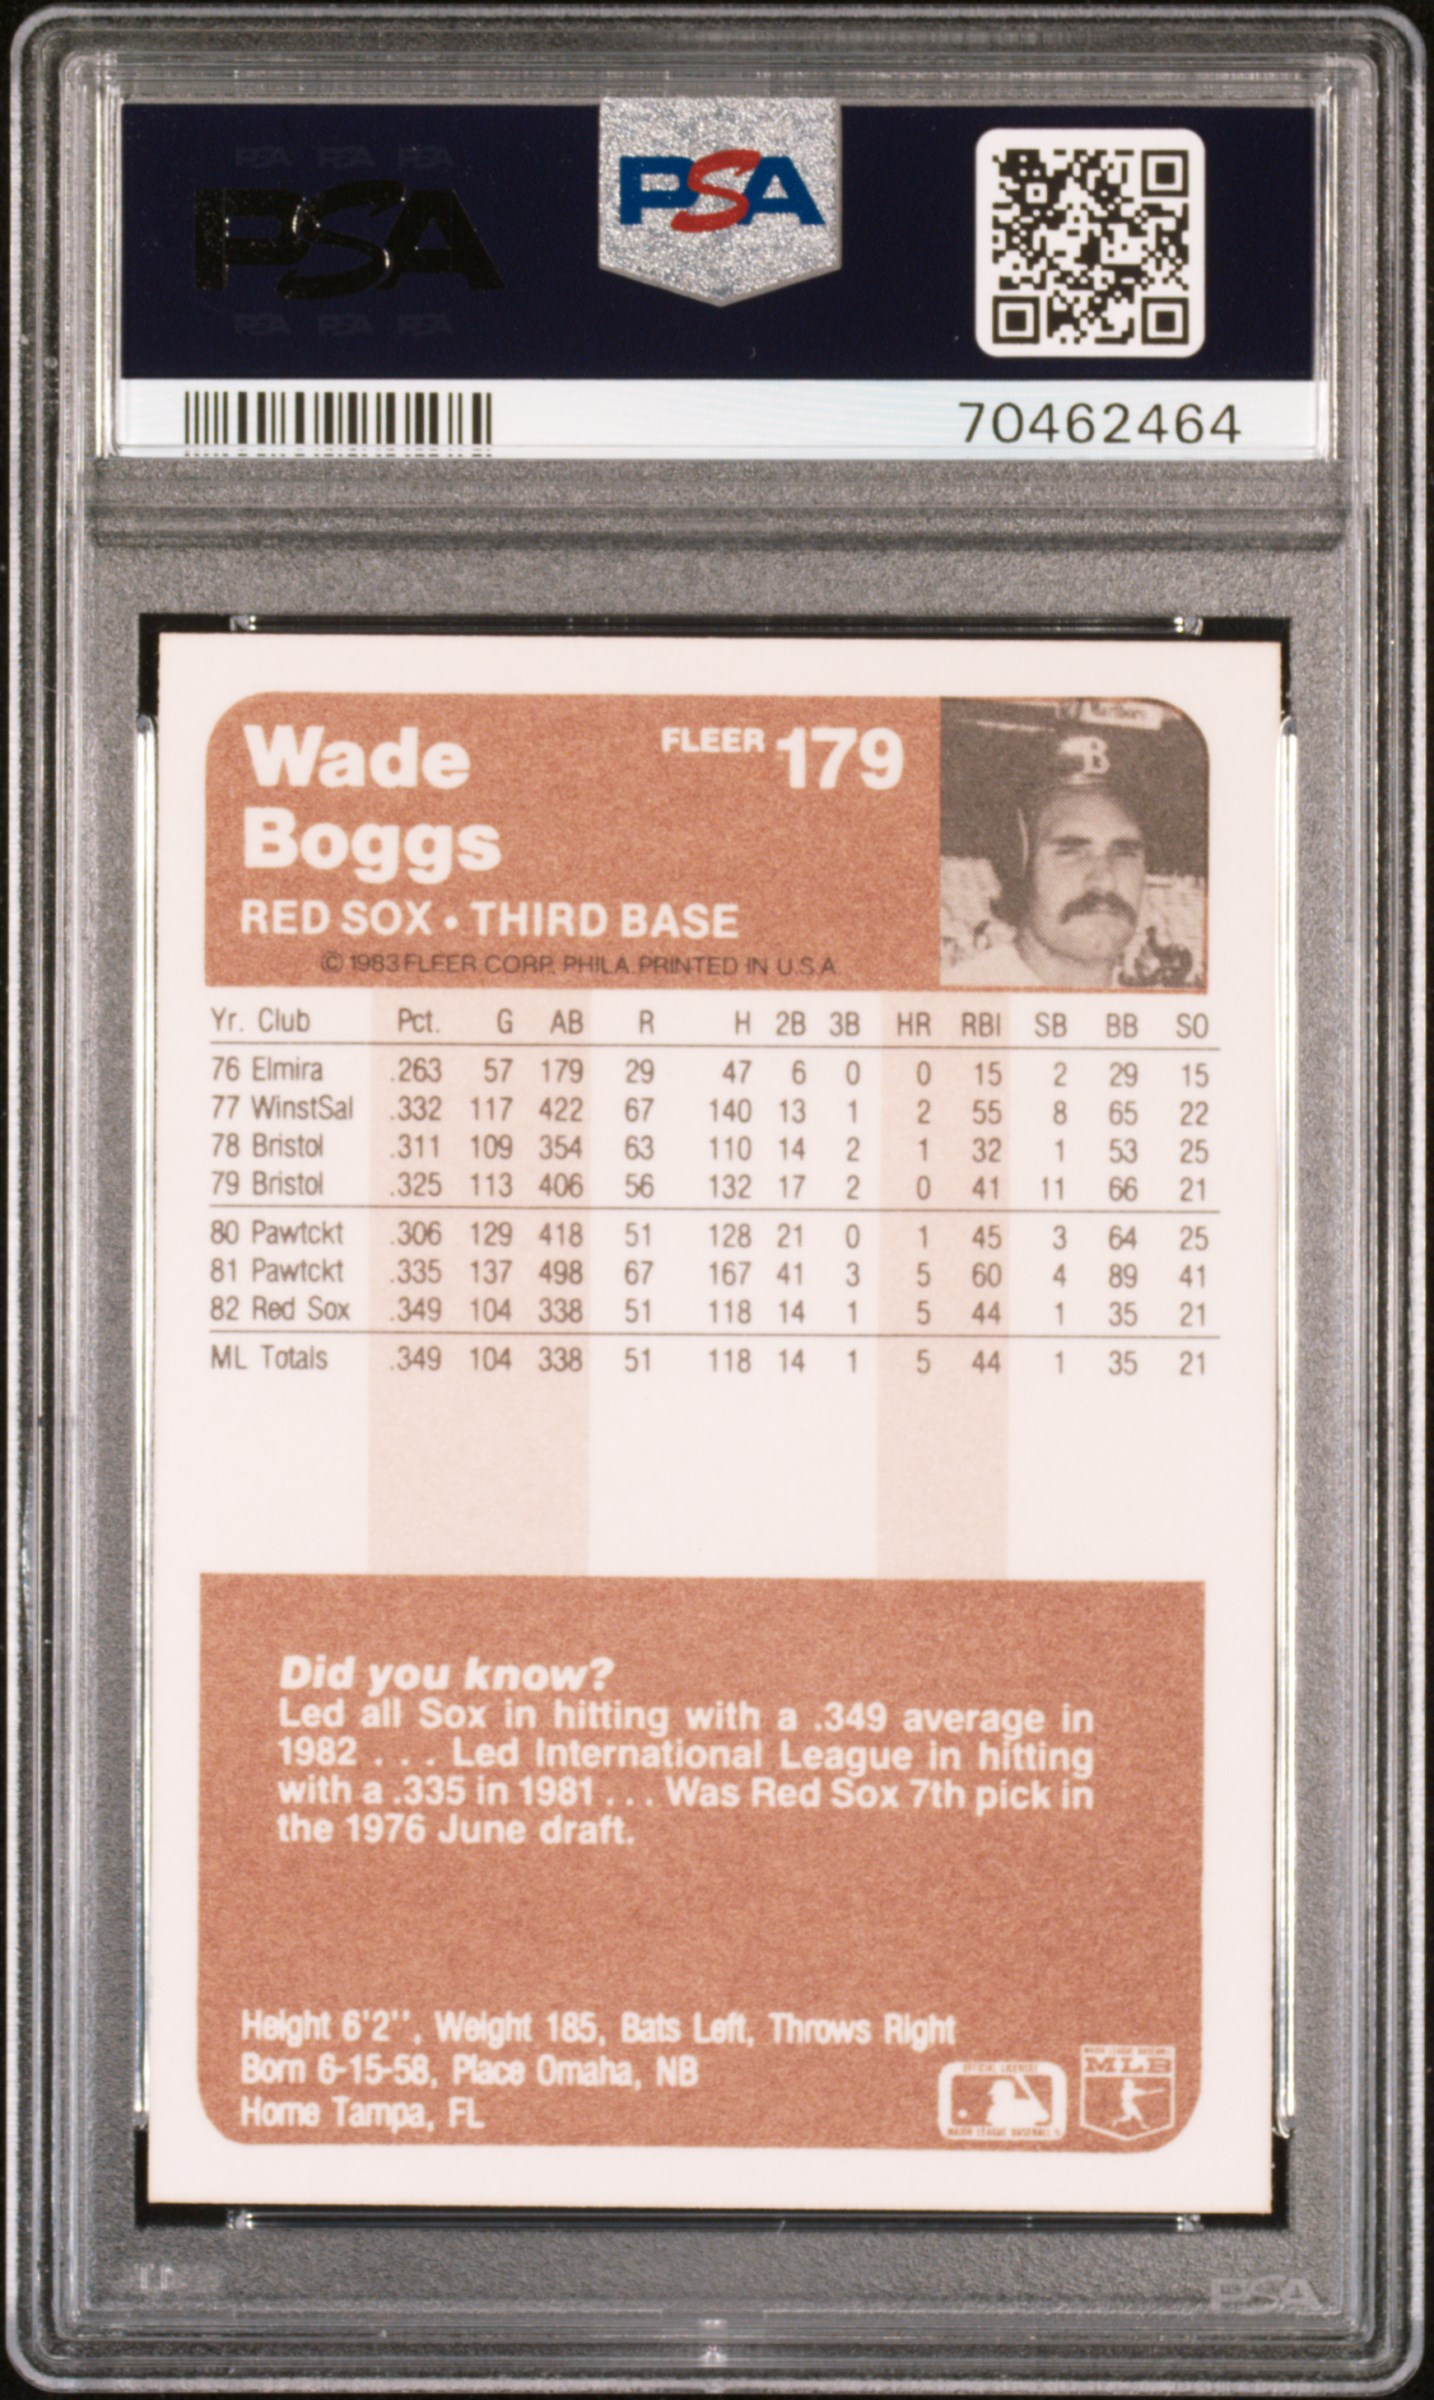 PSA PSA PSA
PSA
PSA PSA PSA
PSA
70462464
Wade
Boggs
FLEER 179
RED SOX • THIRD BASE
© 1983 FLEER CORP. PHILA. PRINTED IN U.S.A.
B
Yr. Club Pct. G AB R H 2B 3B HR RBI SB BB SO
76 Elmira .263 57 179 29 47 6 0 0 15 2 29 15
77 WinstSal .332 117 422 67 140 13 1 2 55 8 65 22
78 Bristol .311 109 354 63 110 14 2 1 32 1 53 25
79 Bristol .325 113 406 56 132 17 2 0 41 11 66 21
80 Pawtckt .306 129 418 51 128 21 0 1 45 3 64 25
81 Pawtckt .335 137 498 67 167 41 3 5 60 4 89 41
82 Red Sox .349 104 338 51 118 14 1 5 44 1 35 21
ML Totals .349 104 338 51 118 14 1 5 44 1 35 21
Did you know?
Led all Sox in hitting with a .349 average in
1982 . . . Led International League in hitting
with a .335 in 1981 . . . Was Red Sox 7th pick in
the 1976 June draft.
Height 6'2'', Weight 185, Bats Left, Throws Right
Born 6-15-58, Place Omaha, NB
Home Tampa, FL
MAJOR LEAGUE BASEBALL
MLB
PSA